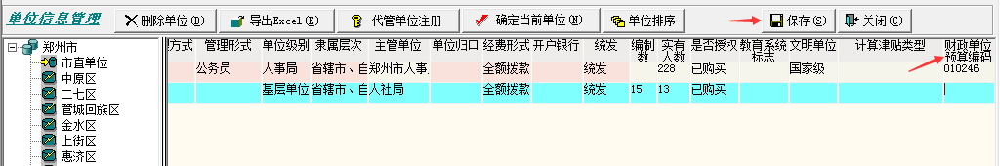 单位信息管理 删除单位(D) 导出Excel(E) 代管单位注册 确定当前单位(N) 单位排序 保存(S) 关闭(C)
郑州市
市直单位
中原区
二七区
管城回族区
金水区
上街区
惠济区
方式 管理形式 单位级别 隶属层次 主管单位 单位归口 经费形式 开户银行 统发 编制数 实有人数 是否授权 教育系统标志 文明单位 计算津贴类型 财政单位预算编码
公务员 人事局 省辖市、自 郑州市人事 全额拨款 统发 228 已购买 国家级 010246
基层单位 省辖市、自 人社局 全额拨款 统发 15 13 已购买